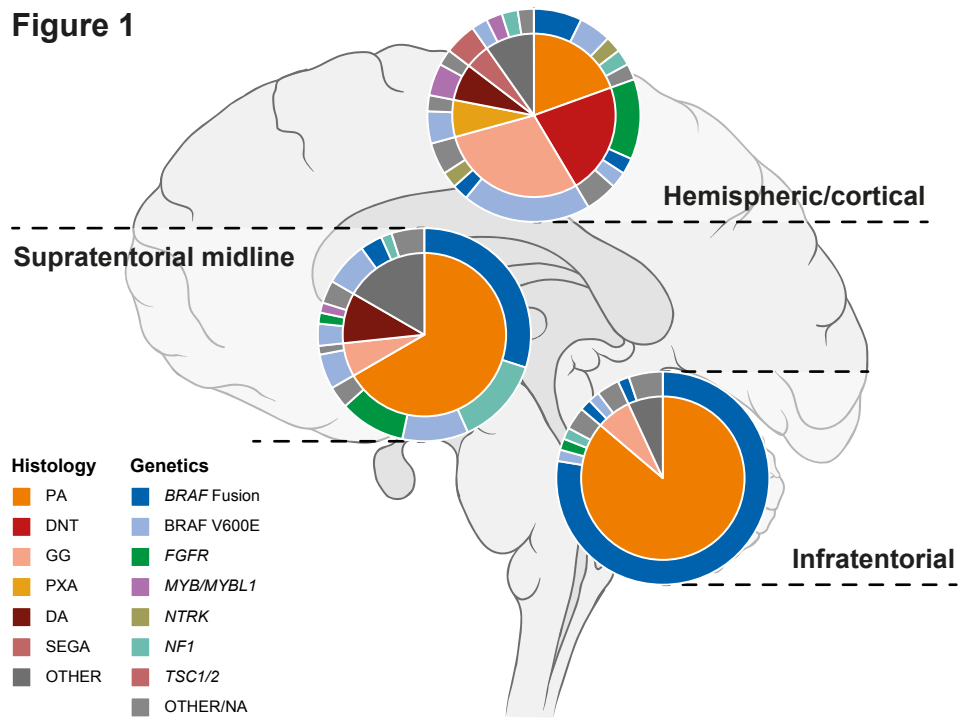 Figure 1
Hemispheric/cortical
Supratentorial midline
Infratentorial
Histology
PA
DNT
GG
PXA
DA
SEGA
OTHER
Genetics
BRAF Fusion
BRAF V600E
FGFR
MYB/MYBL1
NTRK
NF1
TSC1/2
OTHER/NA